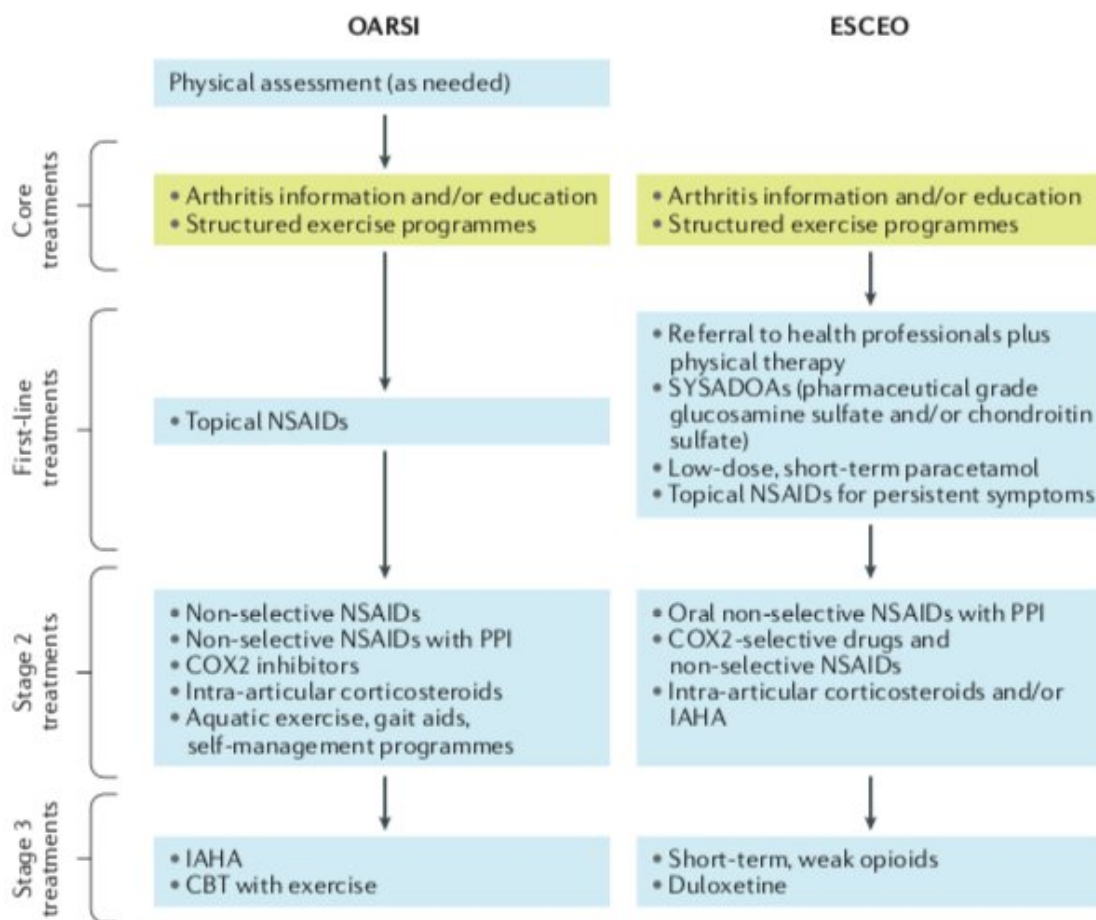 OARSI
ESCEO
Physical assessment (as needed)
Core
treatments
• Arthritis information and/or education
• Structured exercise programmes
• Arthritis information and/or education
• Structured exercise programmes
First-line
treatments
• Topical NSAIDs
• Referral to health professionals plus
physical therapy
• SYSADOAs (pharmaceutical grade
glucosamine sulfate and/or chondroitin
sulfate)
• Low-dose, short-term paracetamol
• Topical NSAIDs for persistent symptoms
Stage 2
treatments
• Non-selective NSAIDs
• Non-selective NSAIDs with PPI
• COX2 inhibitors
• Intra-articular corticosteroids
• Aquatic exercise, gait aids,
self-management programmes
• Oral non-selective NSAIDs with PPI
• COX2-selective drugs and
non-selective NSAIDs
• Intra-articular corticosteroids and/or
IAHA
Stage 3
treatments
• IAHA
• CBT with exercise
• Short-term, weak opioids
• Duloxetine